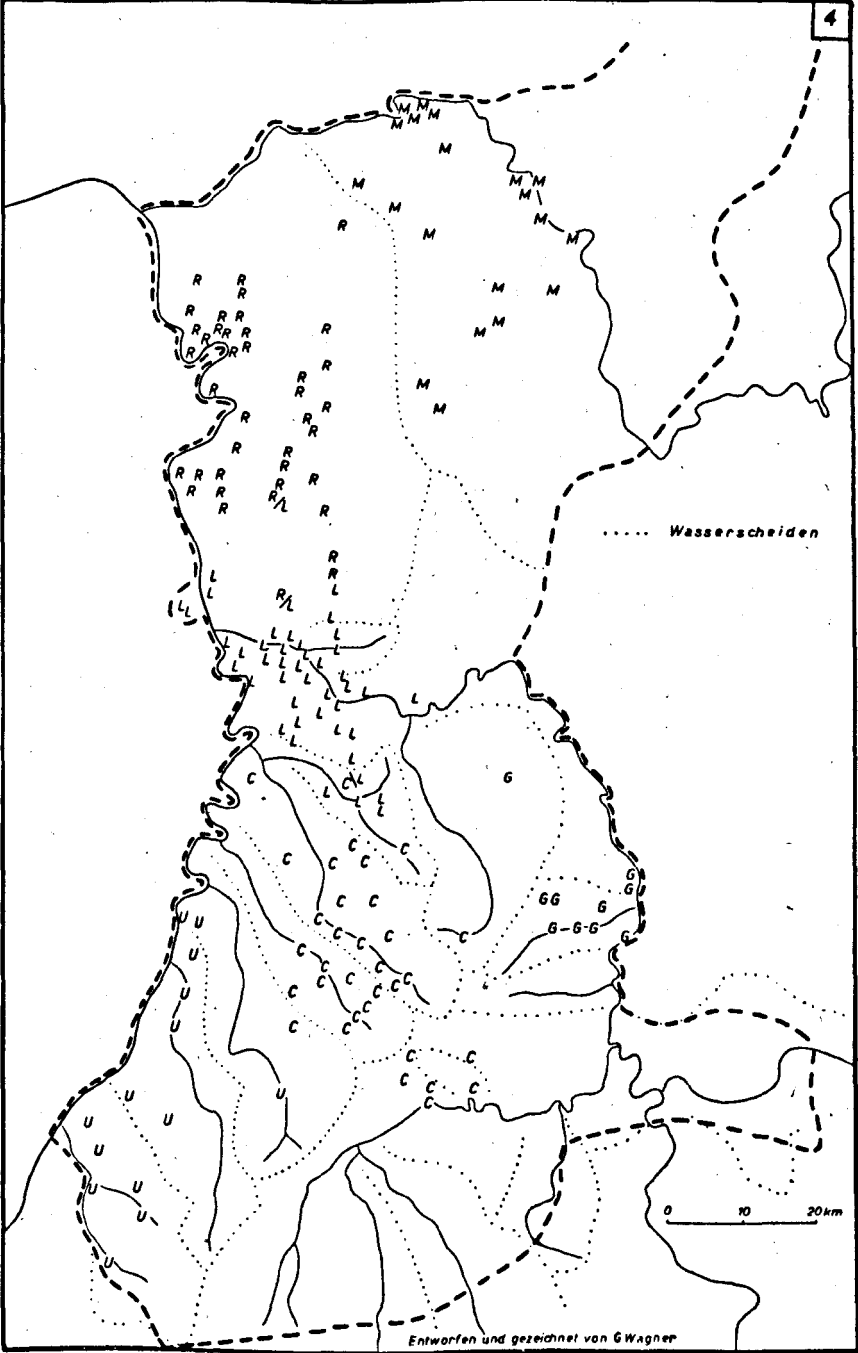 4
M M M
M M
M
M M
M
M
M
M
R
M
M
R R
R
M M
R R R
R R R R
R
M
M
R
R R R
R
R
R
M
R
R
M
R
R
R
R
R
R
R R R
R
R
R R
R/L
R
R
Wasserscheiden
R
R
L
L
L
R/L
L L
L
L L L
L L L L
L L L L
L L L
L L L
L
L
L L L
L L
L L
L L
L L
L
L
C C\L
G
L L L
L
C C
C C C
G
G
C C
G G
C
G
U U
C
G-G-G
C C C
C
G
U
C
C
C C C
U
C
C C
C
U
C
C
C
C C
C
C
U
C C
U
C
U
U
U
U
U
U
0 10 20km
U
Entworfen und gezeichnet von G Wagner